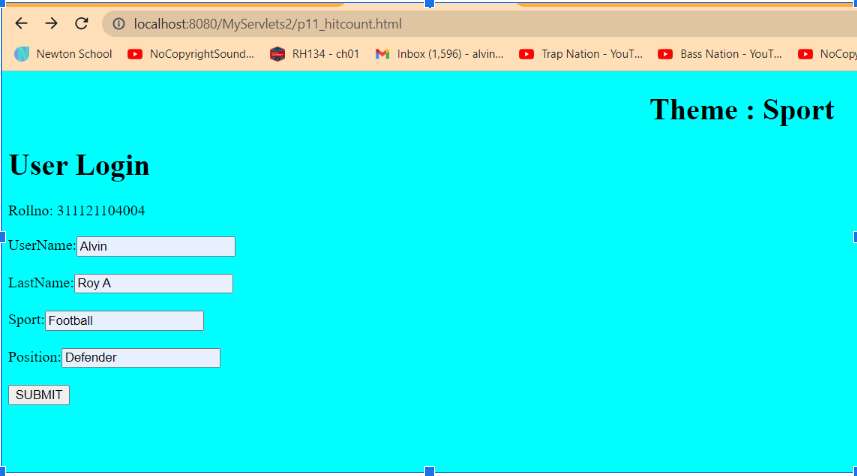 localhost:8080/MyServlets2/p11_hitcount.html
Newton School NoCopyrightSound... RH134 - ch01 Inbox (1,596) - alvin... Trap Nation - YouT... Bass Nation - YouT... NoCopy
Theme : Sport
User Login
Rollno: 311121104004
UserName: Alvin
LastName: Roy A
Sport: Football
Position: Defender
SUBMIT